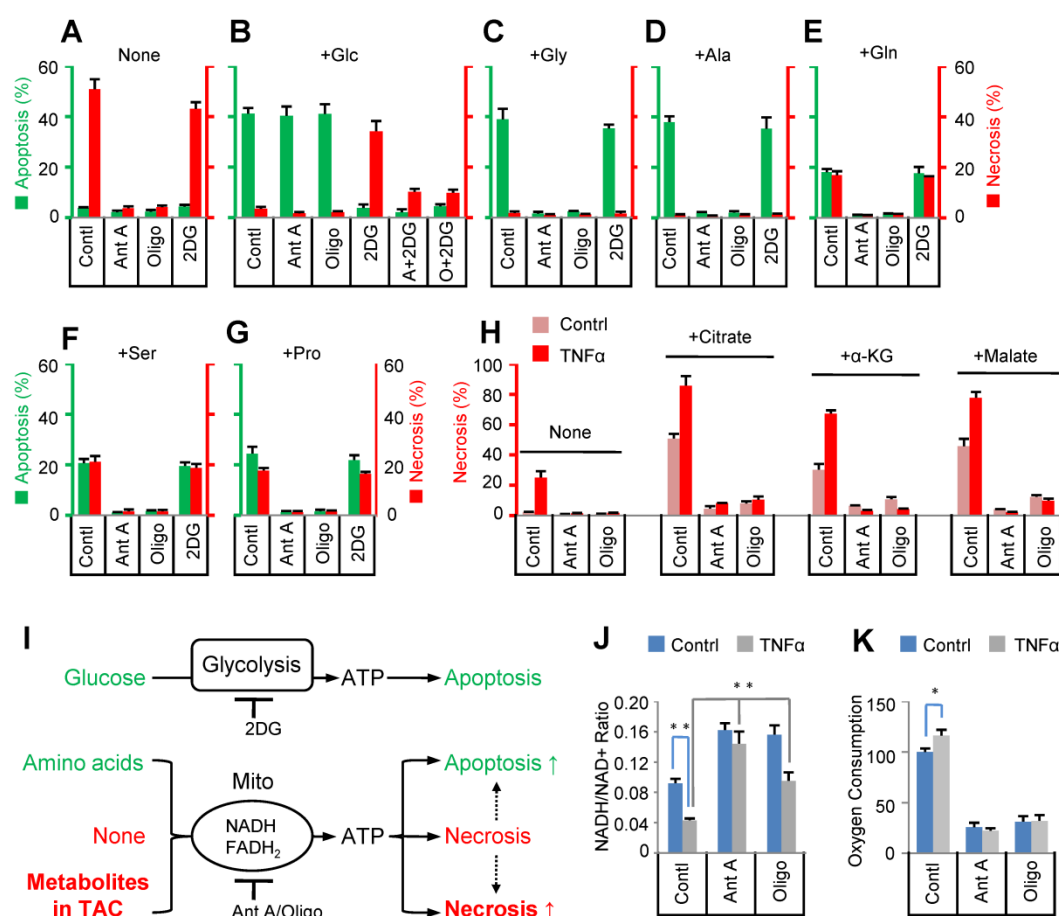 A
None
Apoptosis (%)
60
40
20
0
Contl
Ant A
Oligo
2DG
B
+Glc
Contl
Ant A
Oligo
2DG
A+2DG
O+2DG
C
+Gly
Contl
Ant A
Oligo
2DG
D
+Ala
Contl
Ant A
Oligo
2DG
E
+Gln
60
40
20
0
Necrosis (%)
Contl
Ant A
Oligo
2DG
F
+Ser
Apoptosis (%)
60
40
20
0
Contl
Ant A
Oligo
2DG
G
+Pro
60
40
20
0
Necrosis (%)
Contl
Ant A
Oligo
2DG
H
Contrl
TNFα
Necrosis (%)
100
80
60
40
20
0
None
+Citrate
+α-KG
+Malate
Contl
Ant A
Oligo
Contl
Ant A
Oligo
Contl
Ant A
Oligo
Contl
Ant A
Oligo
I
Glucose
Glycolysis
ATP
Apoptosis
2DG
Amino acids
Mito
Apoptosis ↑
None
NADH
FADH2
ATP
Necrosis
Metabolites
in TAC
Ant A/Oligo
Necrosis ↑
J
Contrl
TNFα
NADH/NAD+ Ratio
0.20
0.16
0.12
0.08
0.04
* *
* *
Contl
Ant A
Oligo
K
Contrl
TNFα
Oxygen Consumption
150
100
50
0
*
Contl
Ant A
Oligo